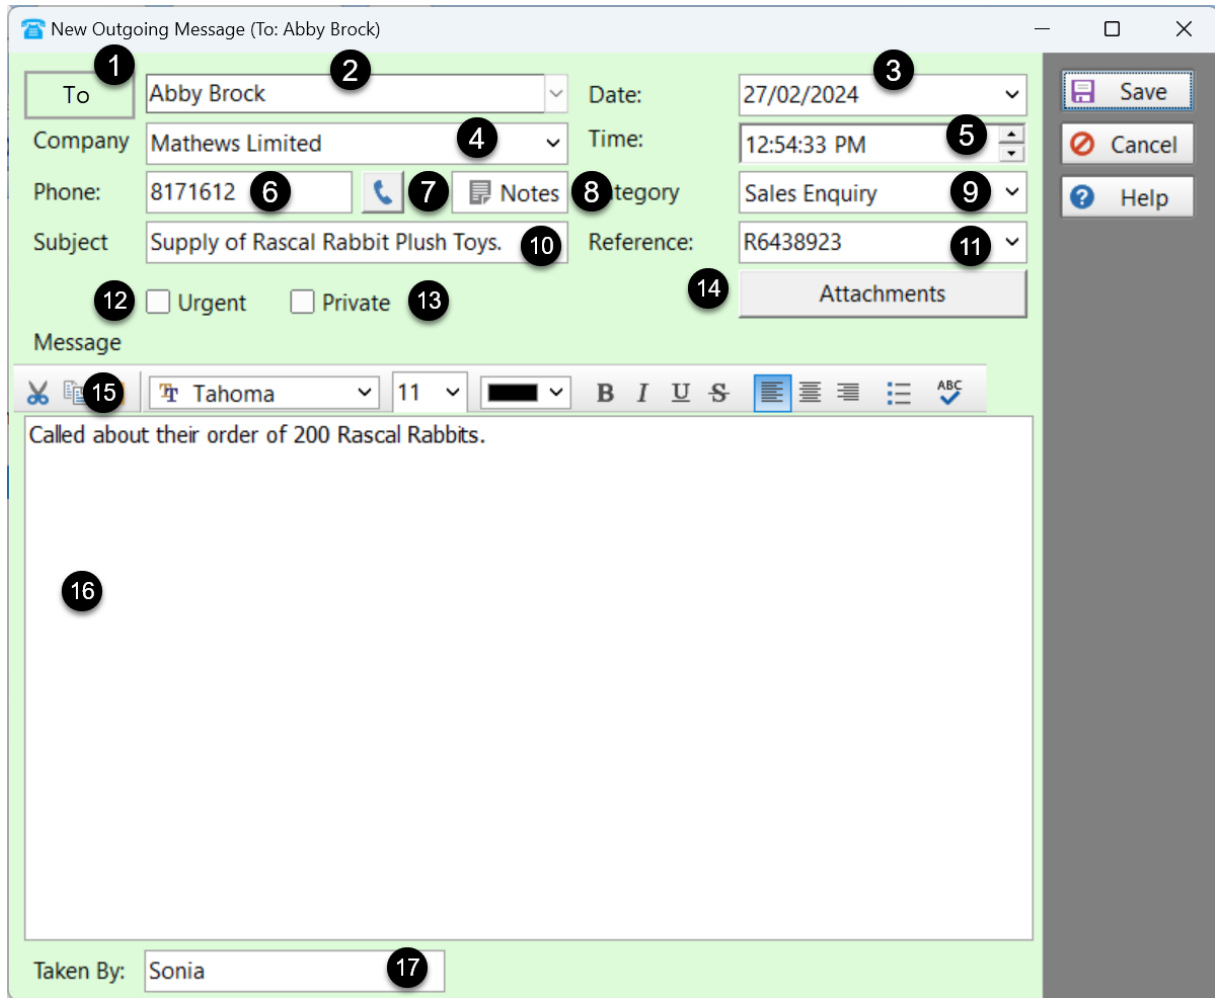 New Outgoing Message (To: Abby Brock)
1 2 3
To Abby Brock Date: 27/02/2024 Save
Company Mathews Limited 4 Time: 12:54:33 PM 5 Cancel
Phone: 8171612 6 7 Notes 8 tegory Sales Enquiry 9 Help
Subject Supply of Rascal Rabbit Plush Toys. 10 Reference: R6438923 11
12 Urgent Private 13 14 Attachments
Message
15 Tahoma 11 B I U S ABC
Called about their order of 200 Rascal Rabbits.
16
Taken By: Sonia 17